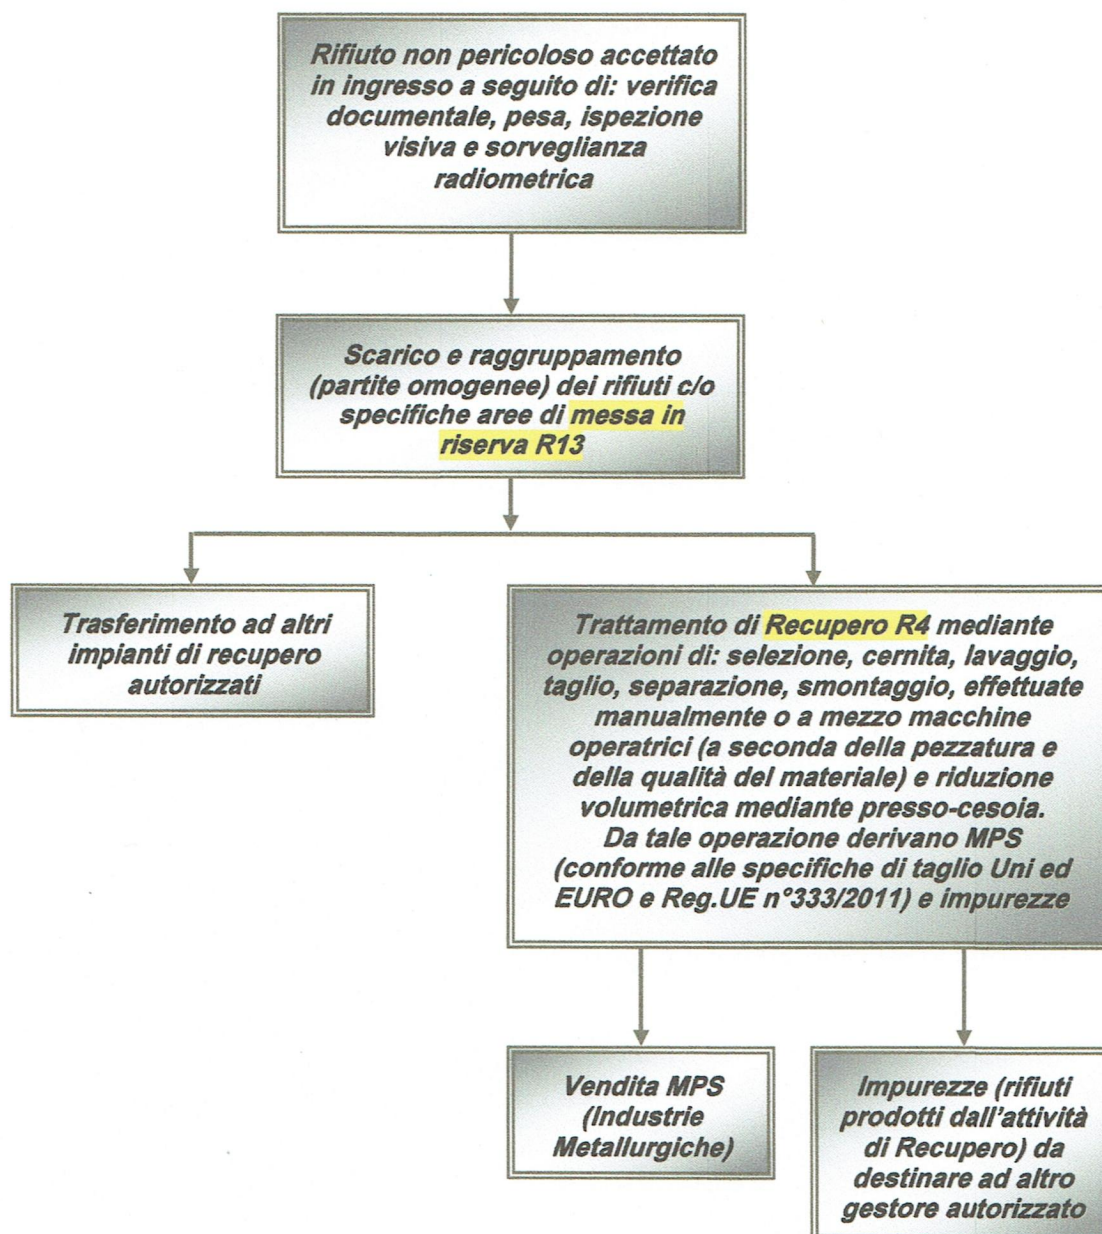 Rifiuto non pericoloso accettato
in ingresso a seguito di: verifica
documentale, pesa, ispezione
visiva e sorveglianza
radiometrica
Scarico e raggruppamento
(partite omogenee) dei rifiuti c/o
specifiche aree di messa in
riserva R13
Trasferimento ad altri
impianti di recupero
autorizzati
Trattamento di Recupero R4 mediante
operazioni di: selezione, cernita, lavaggio,
taglio, separazione, smontaggio, effettuate
manualmente o a mezzo macchine
operatrici (a seconda della pezzatura e
della qualità del materiale) e riduzione
volumetrica mediante presso-cesoia.
Da tale operazione derivano MPS
(conforme alle specifiche di taglio Uni ed
EURO e Reg.UE n°333/2011) e impurezze
Vendita MPS
(Industrie
Metallurgiche)
Impurezze (rifiuti
prodotti dall'attività
di Recupero) da
destinare ad altro
gestore autorizzato